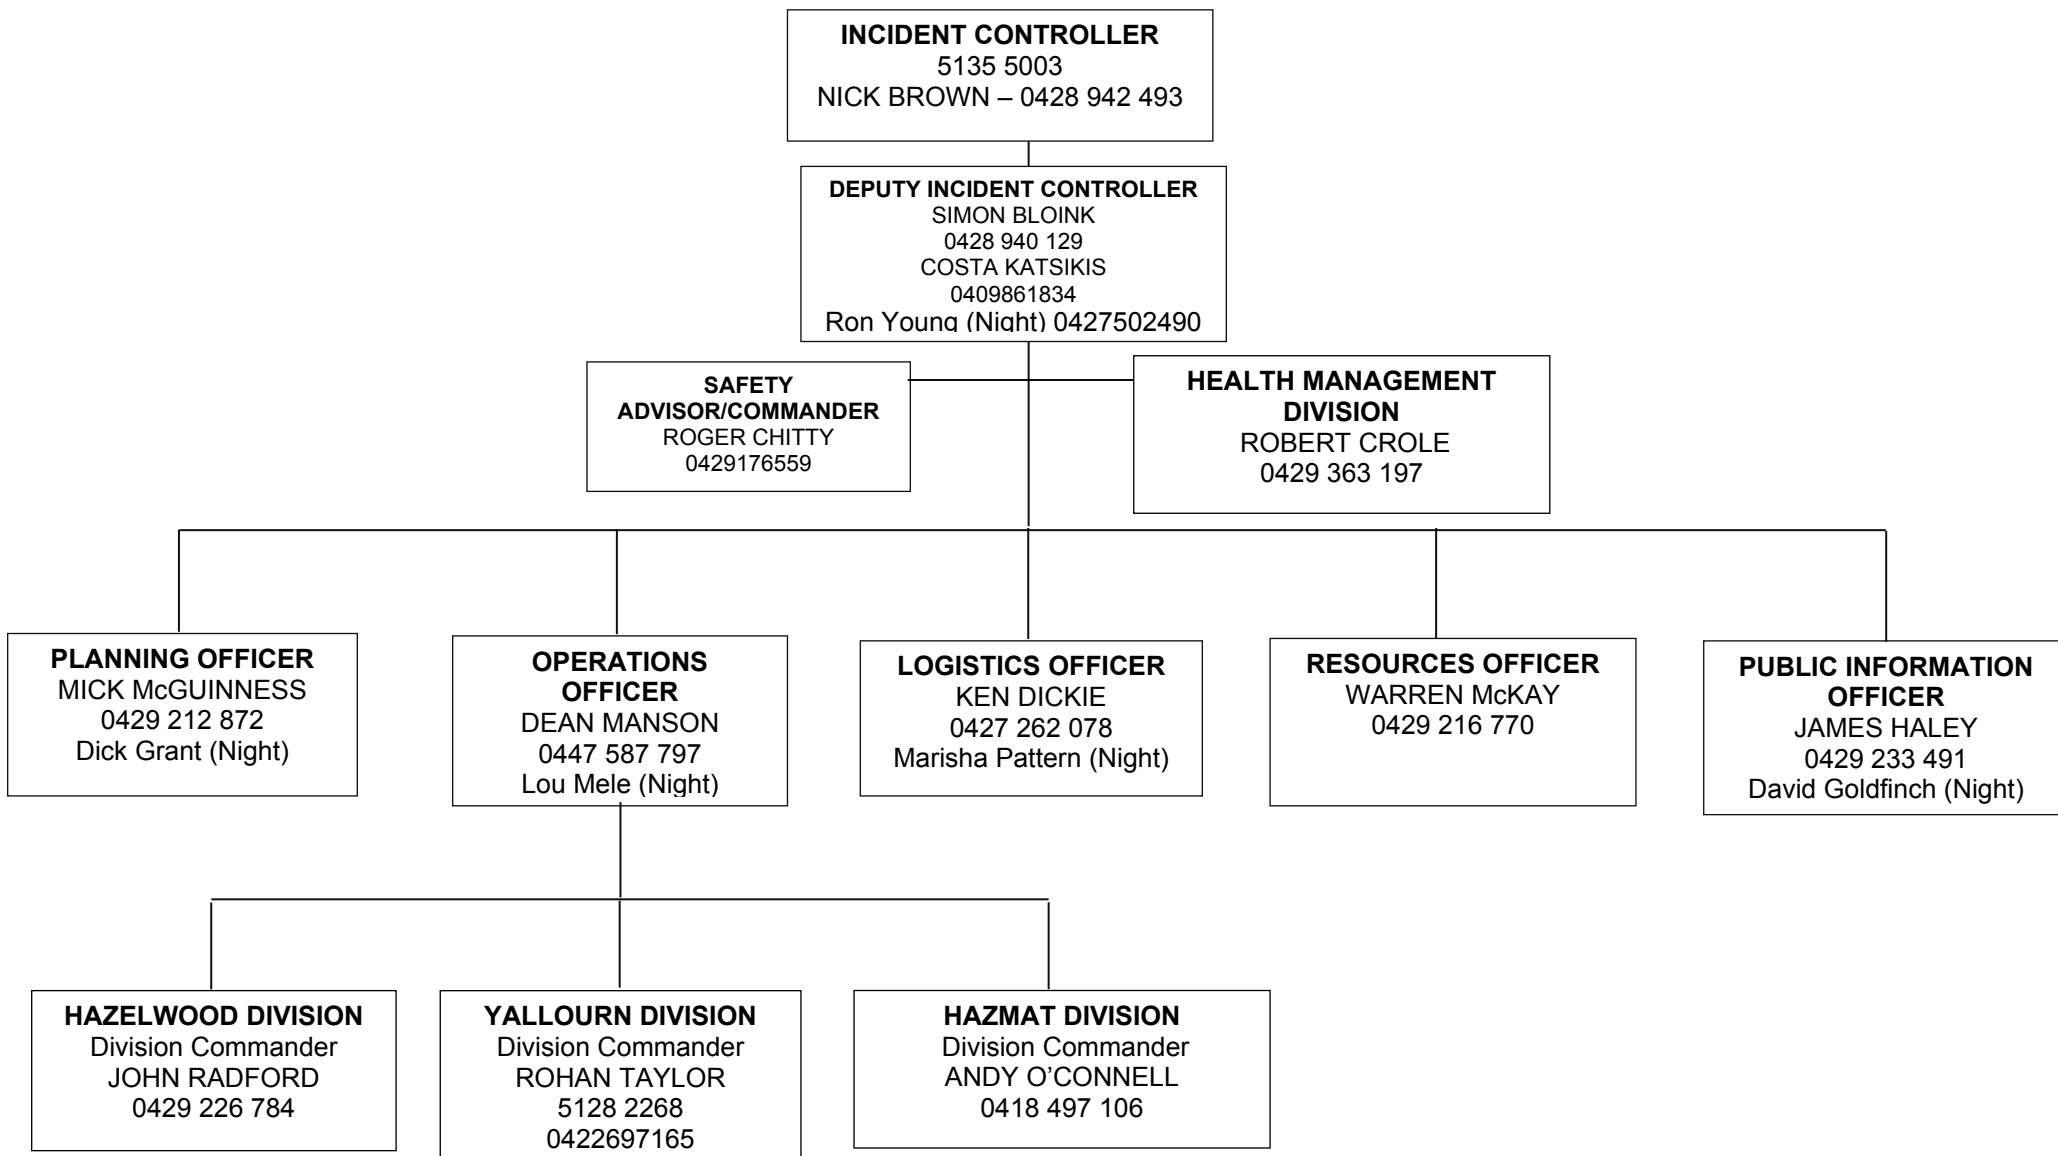 INCIDENT CONTROLLER
5135 5003
NICK BROWN – 0428 942 493
DEPUTY INCIDENT CONTROLLER
SIMON BLOINK
0428 940 129
COSTA KATSIKIS
0409861834
Ron Young (Night) 0427502490
SAFETY
ADVISOR/COMMANDER
ROGER CHITTY
0429176559
HEALTH MANAGEMENT
DIVISION
ROBERT CROLE
0429 363 197
PLANNING OFFICER
MICK McGUINNESS
0429 212 872
Dick Grant (Night)
OPERATIONS
OFFICER
DEAN MANSON
0447 587 797
Lou Mele (Night)
LOGISTICS OFFICER
KEN DICKIE
0427 262 078
Marisha Pattern (Night)
RESOURCES OFFICER
WARREN McKAY
0429 216 770
PUBLIC INFORMATION
OFFICER
JAMES HALEY
0429 233 491
David Goldfinch (Night)
HAZELWOOD DIVISION
Division Commander
JOHN RADFORD
0429 226 784
YALLOURN DIVISION
Division Commander
ROHAN TAYLOR
5128 2268
0422697165
HAZMAT DIVISION
Division Commander
ANDY O’CONNELL
0418 497 106